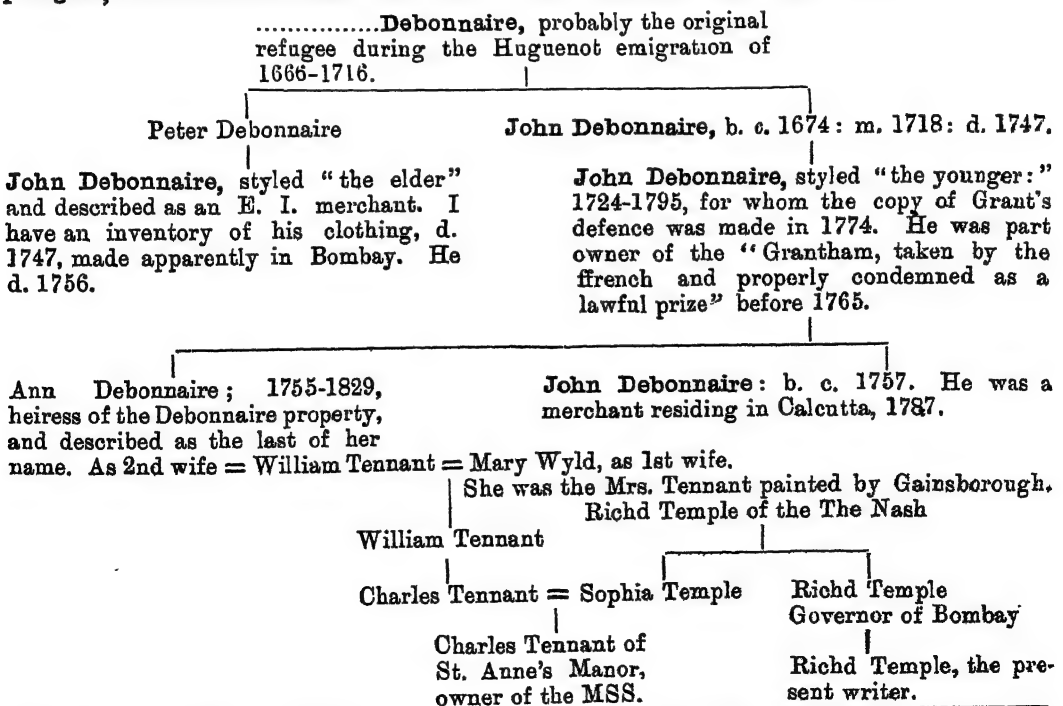 ................Debonnaire, probably the original
refugee during the Huguenot emigration of
1666-1716.
Peter Debonnaire
John Debonnaire, b. c. 1674: m. 1718: d. 1747.
John Debonnaire, styled "the elder"
and described as an E. I. merchant. I
have an inventory of his clothing, d.
1747, made apparently in Bombay. He
d. 1756.
John Debonnaire, styled "the younger:"
1724-1795, for whom the copy of Grant's
defence was made in 1774. He was part
owner of the "Grantham, taken by the
ffrench and properly condemned as a
lawful prize" before 1765.
Ann Debonnaire; 1755-1829,
heiress of the Debonnaire property,
and described as the last of her
name. As 2nd wife = William Tennant = Mary Wyld, as 1st wife.
John Debonnaire: b. c. 1757. He was a
merchant residing in Calcutta, 1787.
She was the Mrs. Tennant painted by Gainsborough.
Richd Temple of the The Nash
William Tennant
Charles Tennant = Sophia Temple
Richd Temple
Governor of Bombay
Charles Tennant of
St. Anne's Manor,
owner of the MSS.
Richd Temple, the pre-
sent writer.